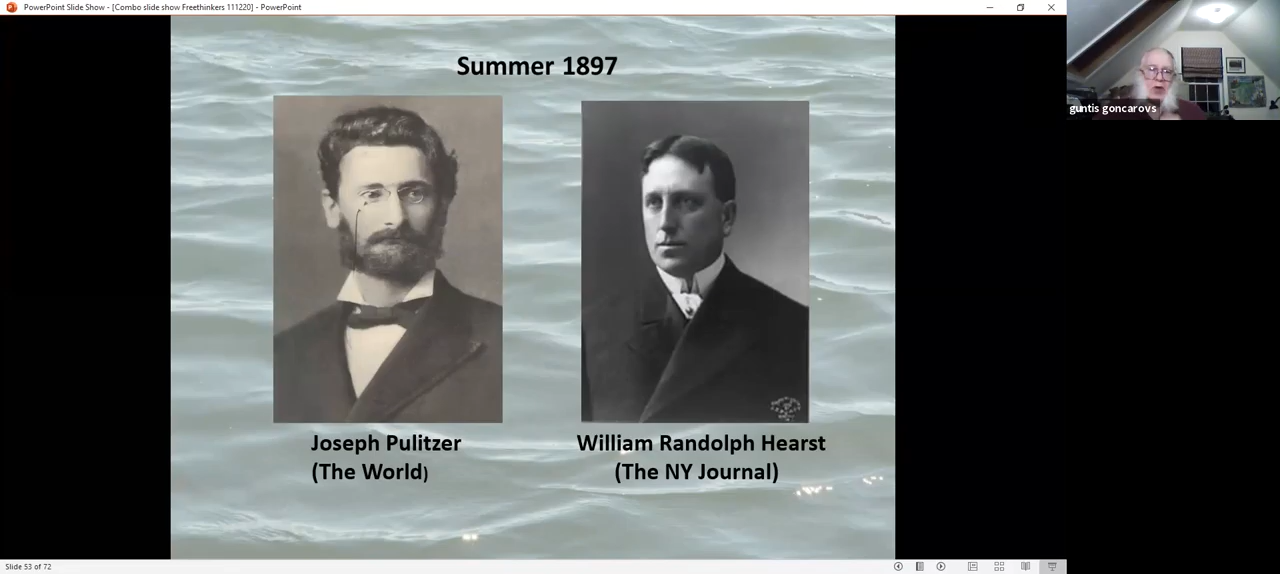 PowerPoint Slide Show - [Combo slide show Freethinkers 111220] - PowerPoint
guntis goncarovs
Summer 1897
Joseph Pulitzer
(The World)
William Randolph Hearst
(The NY Journal)
Slide 53 of 72